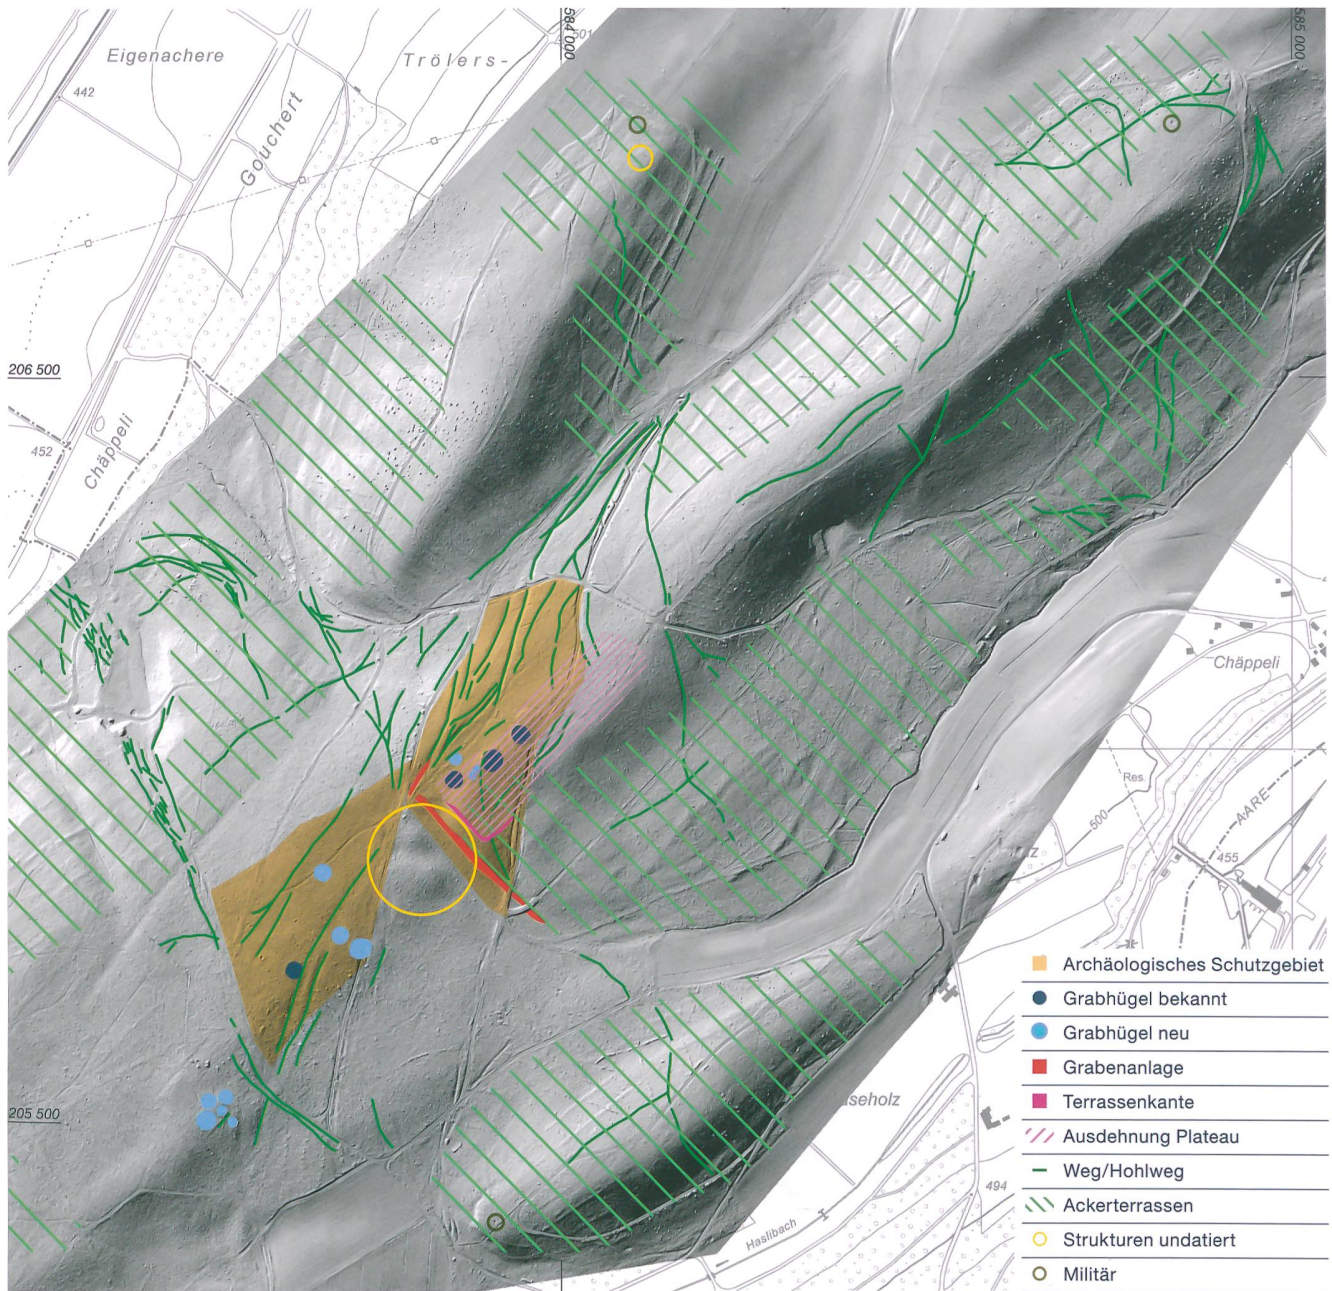 Eigenachere
Trölers-
501
584 000
585 000
442
Gouchert
206 500
Chäppeli
452
Chäppeli
Res.
500
AARE
455
205 500
Haslibach
494
Archäologisches Schutzgebiet
Grabhügel bekannt
Grabhügel neu
Grabenanlage
Terrassenkante
Ausdehnung Plateau
Weg/Hohlweg
Ackerterrassen
Strukturen undatiert
Militär